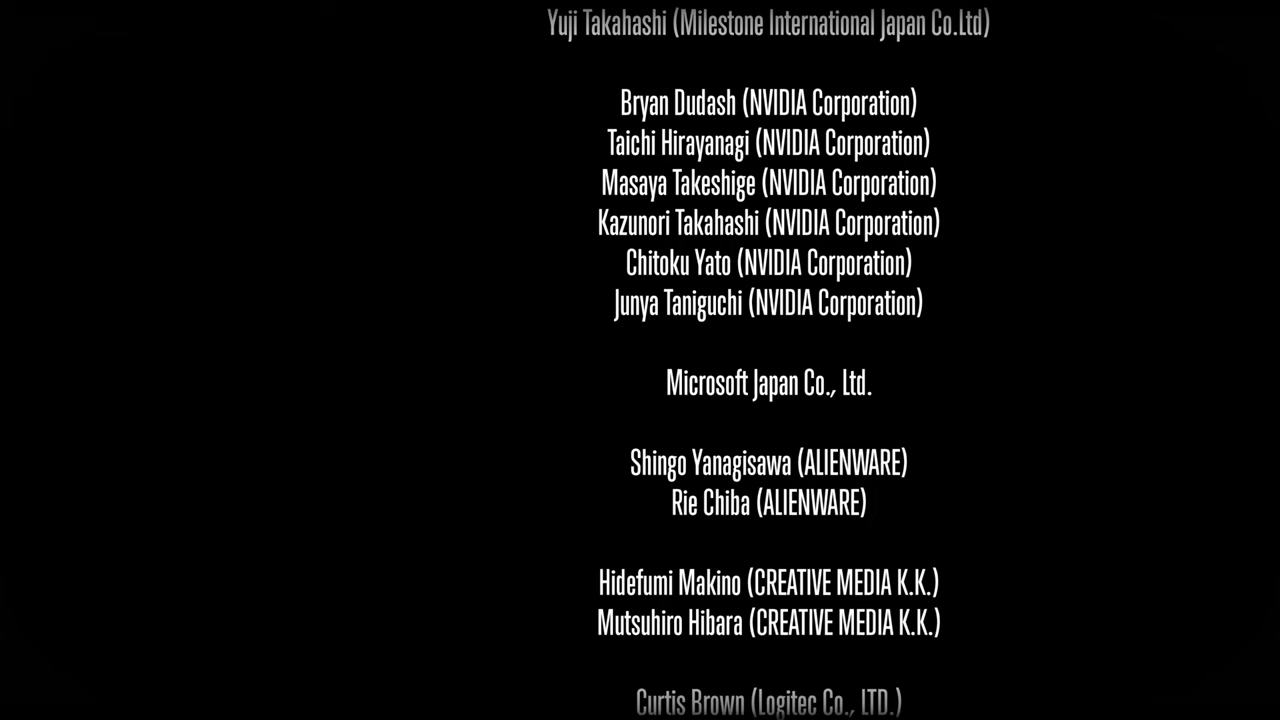 Yuji Takahashi (Milestone International Japan Co.Ltd)
Bryan Dudash (NVIDIA Corporation)
Taichi Hirayanagi (NVIDIA Corporation)
Masaya Takeshige (NVIDIA Corporation)
Kazunori Takahashi (NVIDIA Corporation)
Chitoku Yato (NVIDIA Corporation)
Junya Taniguchi (NVIDIA Corporation)
Microsoft Japan Co., Ltd.
Shingo Yanagisawa (ALIENWARE)
Rie Chiba (ALIENWARE)
Hidefumi Makino (CREATIVE MEDIA K.K.)
Mutsuhiro Hibara (CREATIVE MEDIA K.K.)
Curtis Brown (Logitec Co., LTD.)